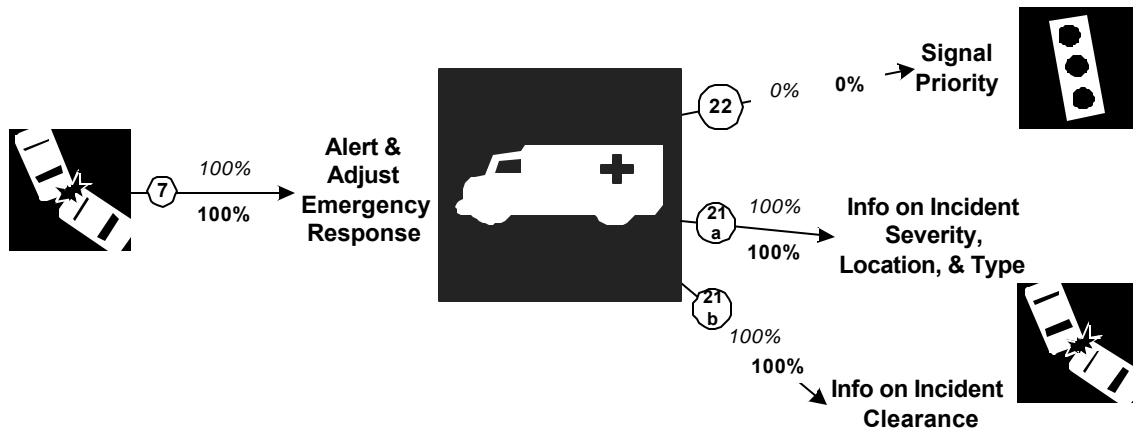 7
100%
100%
Alert &
Adjust
Emergency
Response
22
0%
0%
Signal
Priority
21
a
100%
100%
Info on Incident
Severity,
Location, & Type
21
b
100%
100%
Info on Incident
Clearance